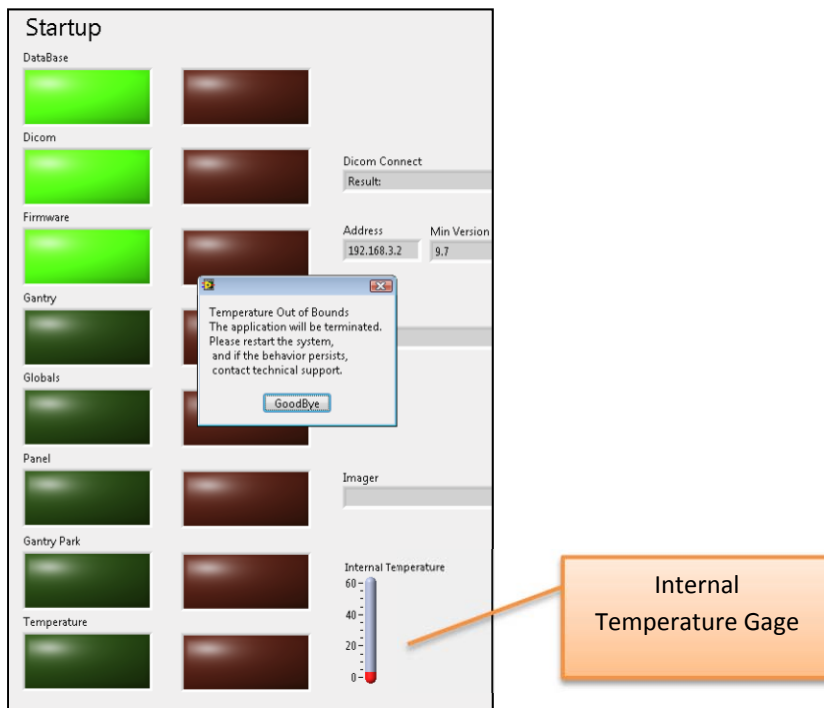 Startup
DataBase
Dicom
Dicom Connect
Result:
Firmware
Address
Min Version
192.168.3.2
9.7
Gantry
Temperature Out of Bounds
The application will be terminated.
Please restart the system,
and if the behavior persists,
contact technical support.
GoodBye
Globals
Panel
Imager
Gantry Park
Internal Temperature
60
40
20
0
Temperature
Internal
Temperature Gage